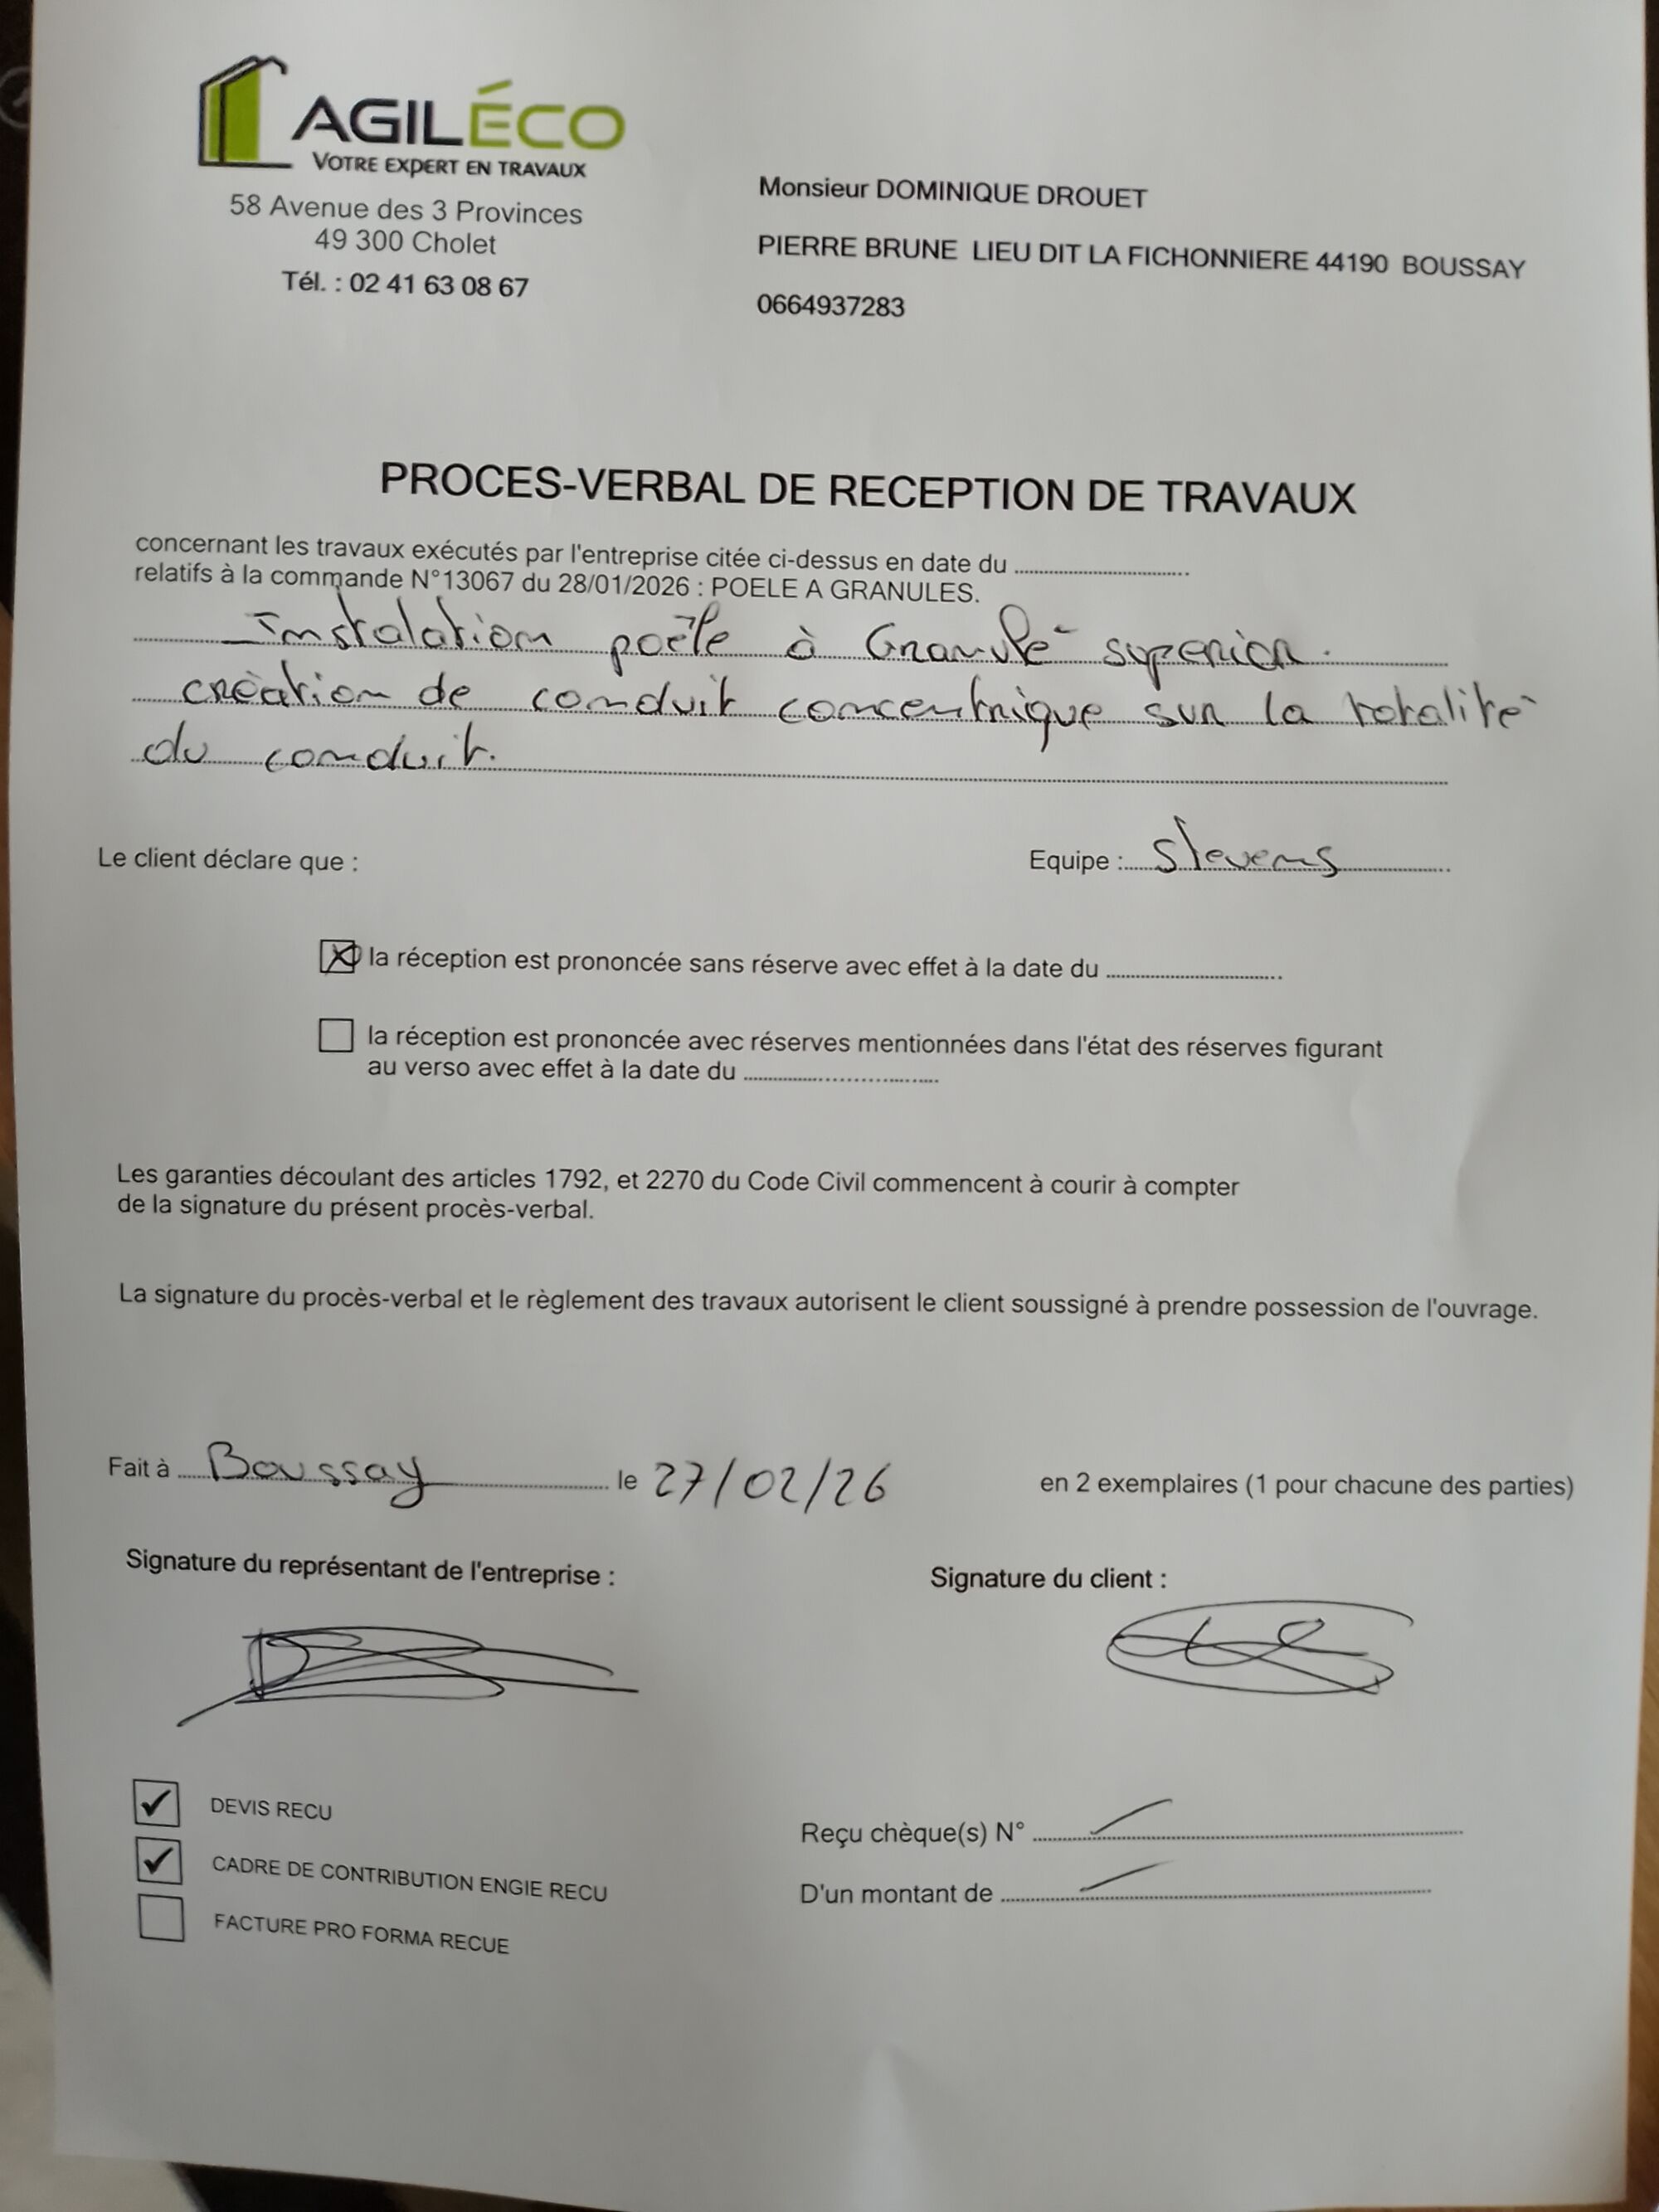 AGILÉCO
VOTRE EXPERT EN TRAVAUX
58 Avenue des 3 Provinces
49 300 Cholet
Tél. : 02 41 63 08 67
Monsieur DOMINIQUE DROUET
PIERRE BRUNE LIEU DIT LA FICHONNIERE 44190 BOUSSAY
0664937283
PROCES-VERBAL DE RECEPTION DE TRAVAUX
concernant les travaux exécutés par l'entreprise citée ci-dessus en date du
relatifs à la commande N°13067 du 28/01/2026 : POELE A GRANULES.
Instalation poêle à Granulé superior.
création de conduit concentrique sur la totalité
du conduit.
Le client déclare que :
Equipe : Stevens
la réception est prononcée sans réserve avec effet à la date du
la réception est prononcée avec réserves mentionnées dans l'état des réserves figurant
au verso avec effet à la date du
Les garanties découlant des articles 1792, et 2270 du Code Civil commencent à courir à compter
de la signature du présent procès-verbal.
La signature du procès-verbal et le règlement des travaux autorisent le client soussigné à prendre possession de l'ouvrage.
Fait à Boussay le 27/02/26 en 2 exemplaires (1 pour chacune des parties)
Signature du représentant de l'entreprise :
Signature du client :
DEVIS RECU
CADRE DE CONTRIBUTION ENGIE RECU
FACTURE PRO FORMA RECUE
Reçu chèque(s) N°
D'un montant de